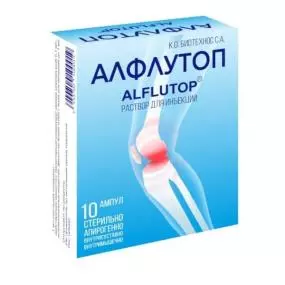 К.О. БИОТЕХНОС С.А.
АЛФЛУТОП
ALFLUTOP®
РАСТВОР ДЛЯ ИНЪЕКЦИЙ
10 АМПУЛ
СТЕРИЛЬНО
АПИРОГЕННО
ВНУТРИСУСТАВНО
ВНУТРИМЫШЕЧНО